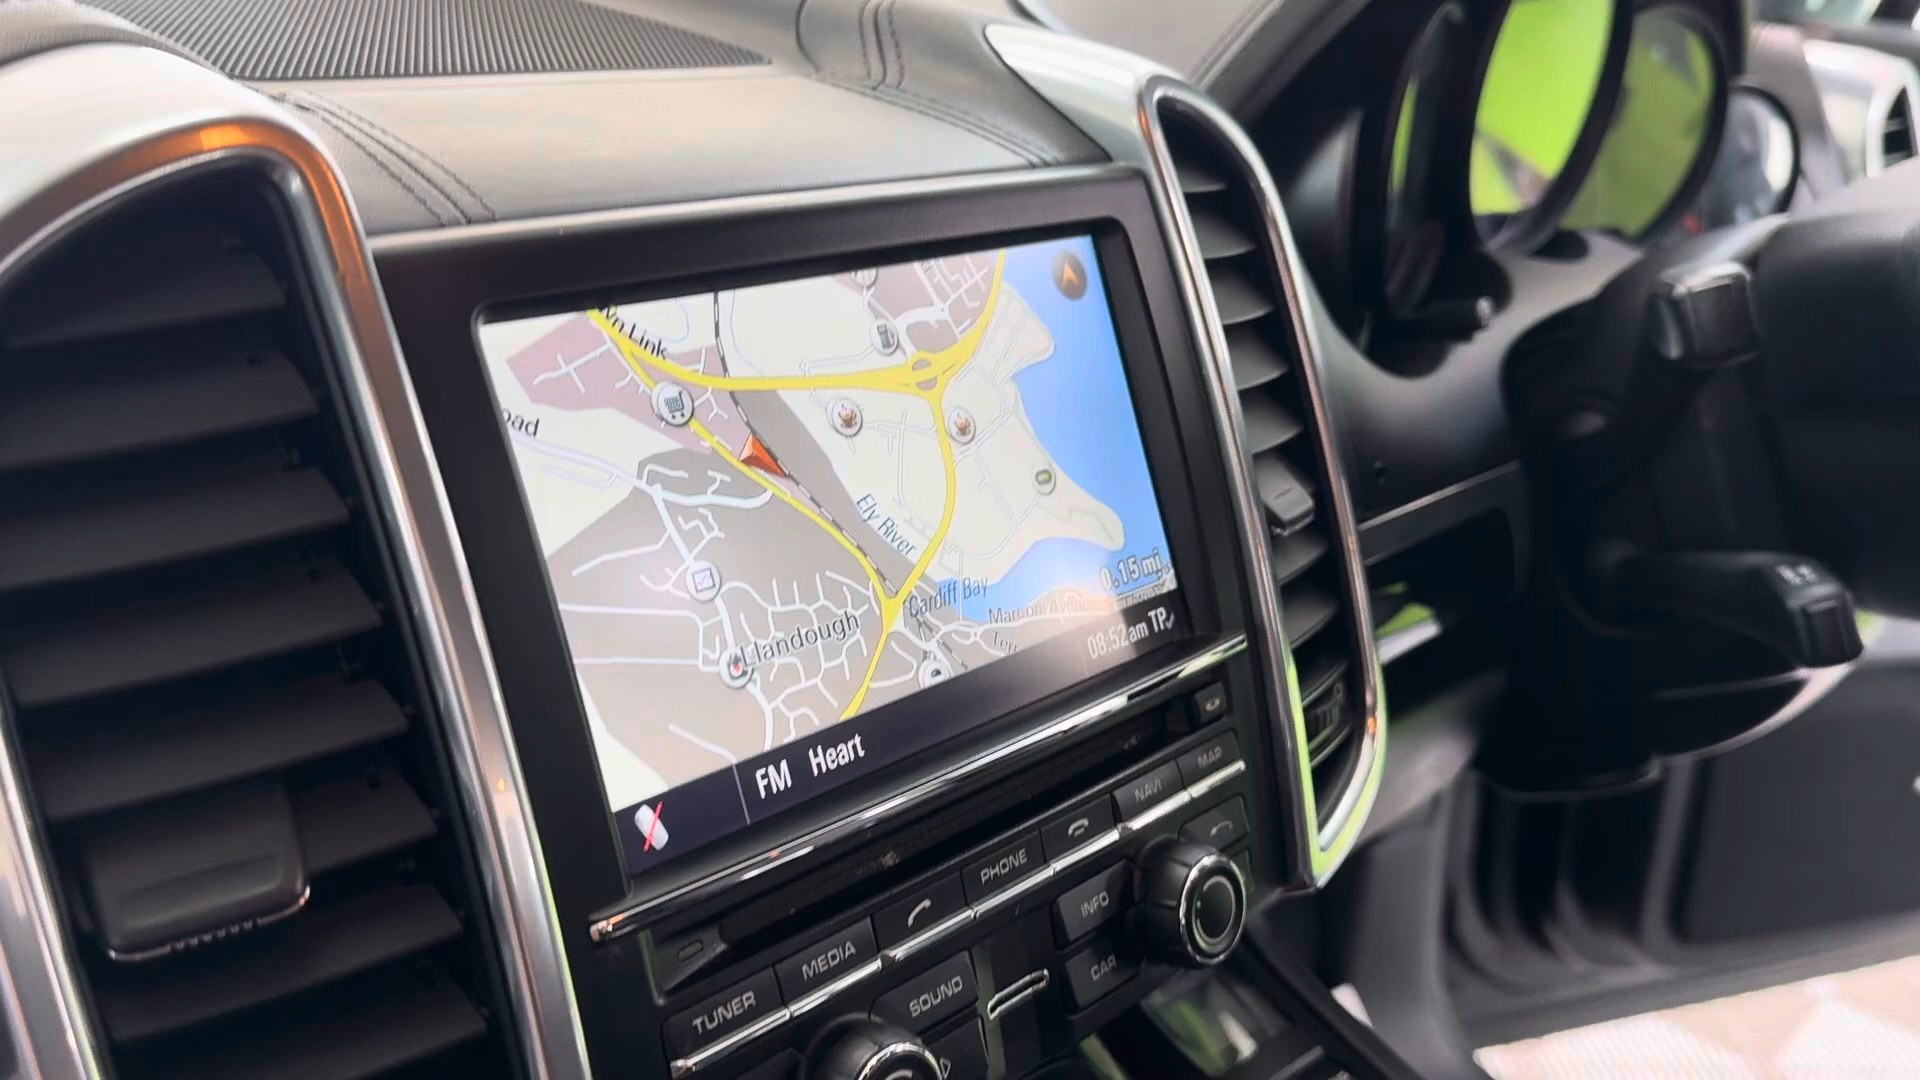 Link
oad
Ely River
Cardiff Bay
0.15 mi
Llandough
08:52am TP
FM Heart
MAP
NAVI
PHONE
INFO
MEDIA
CAR
SOUND
TUNER